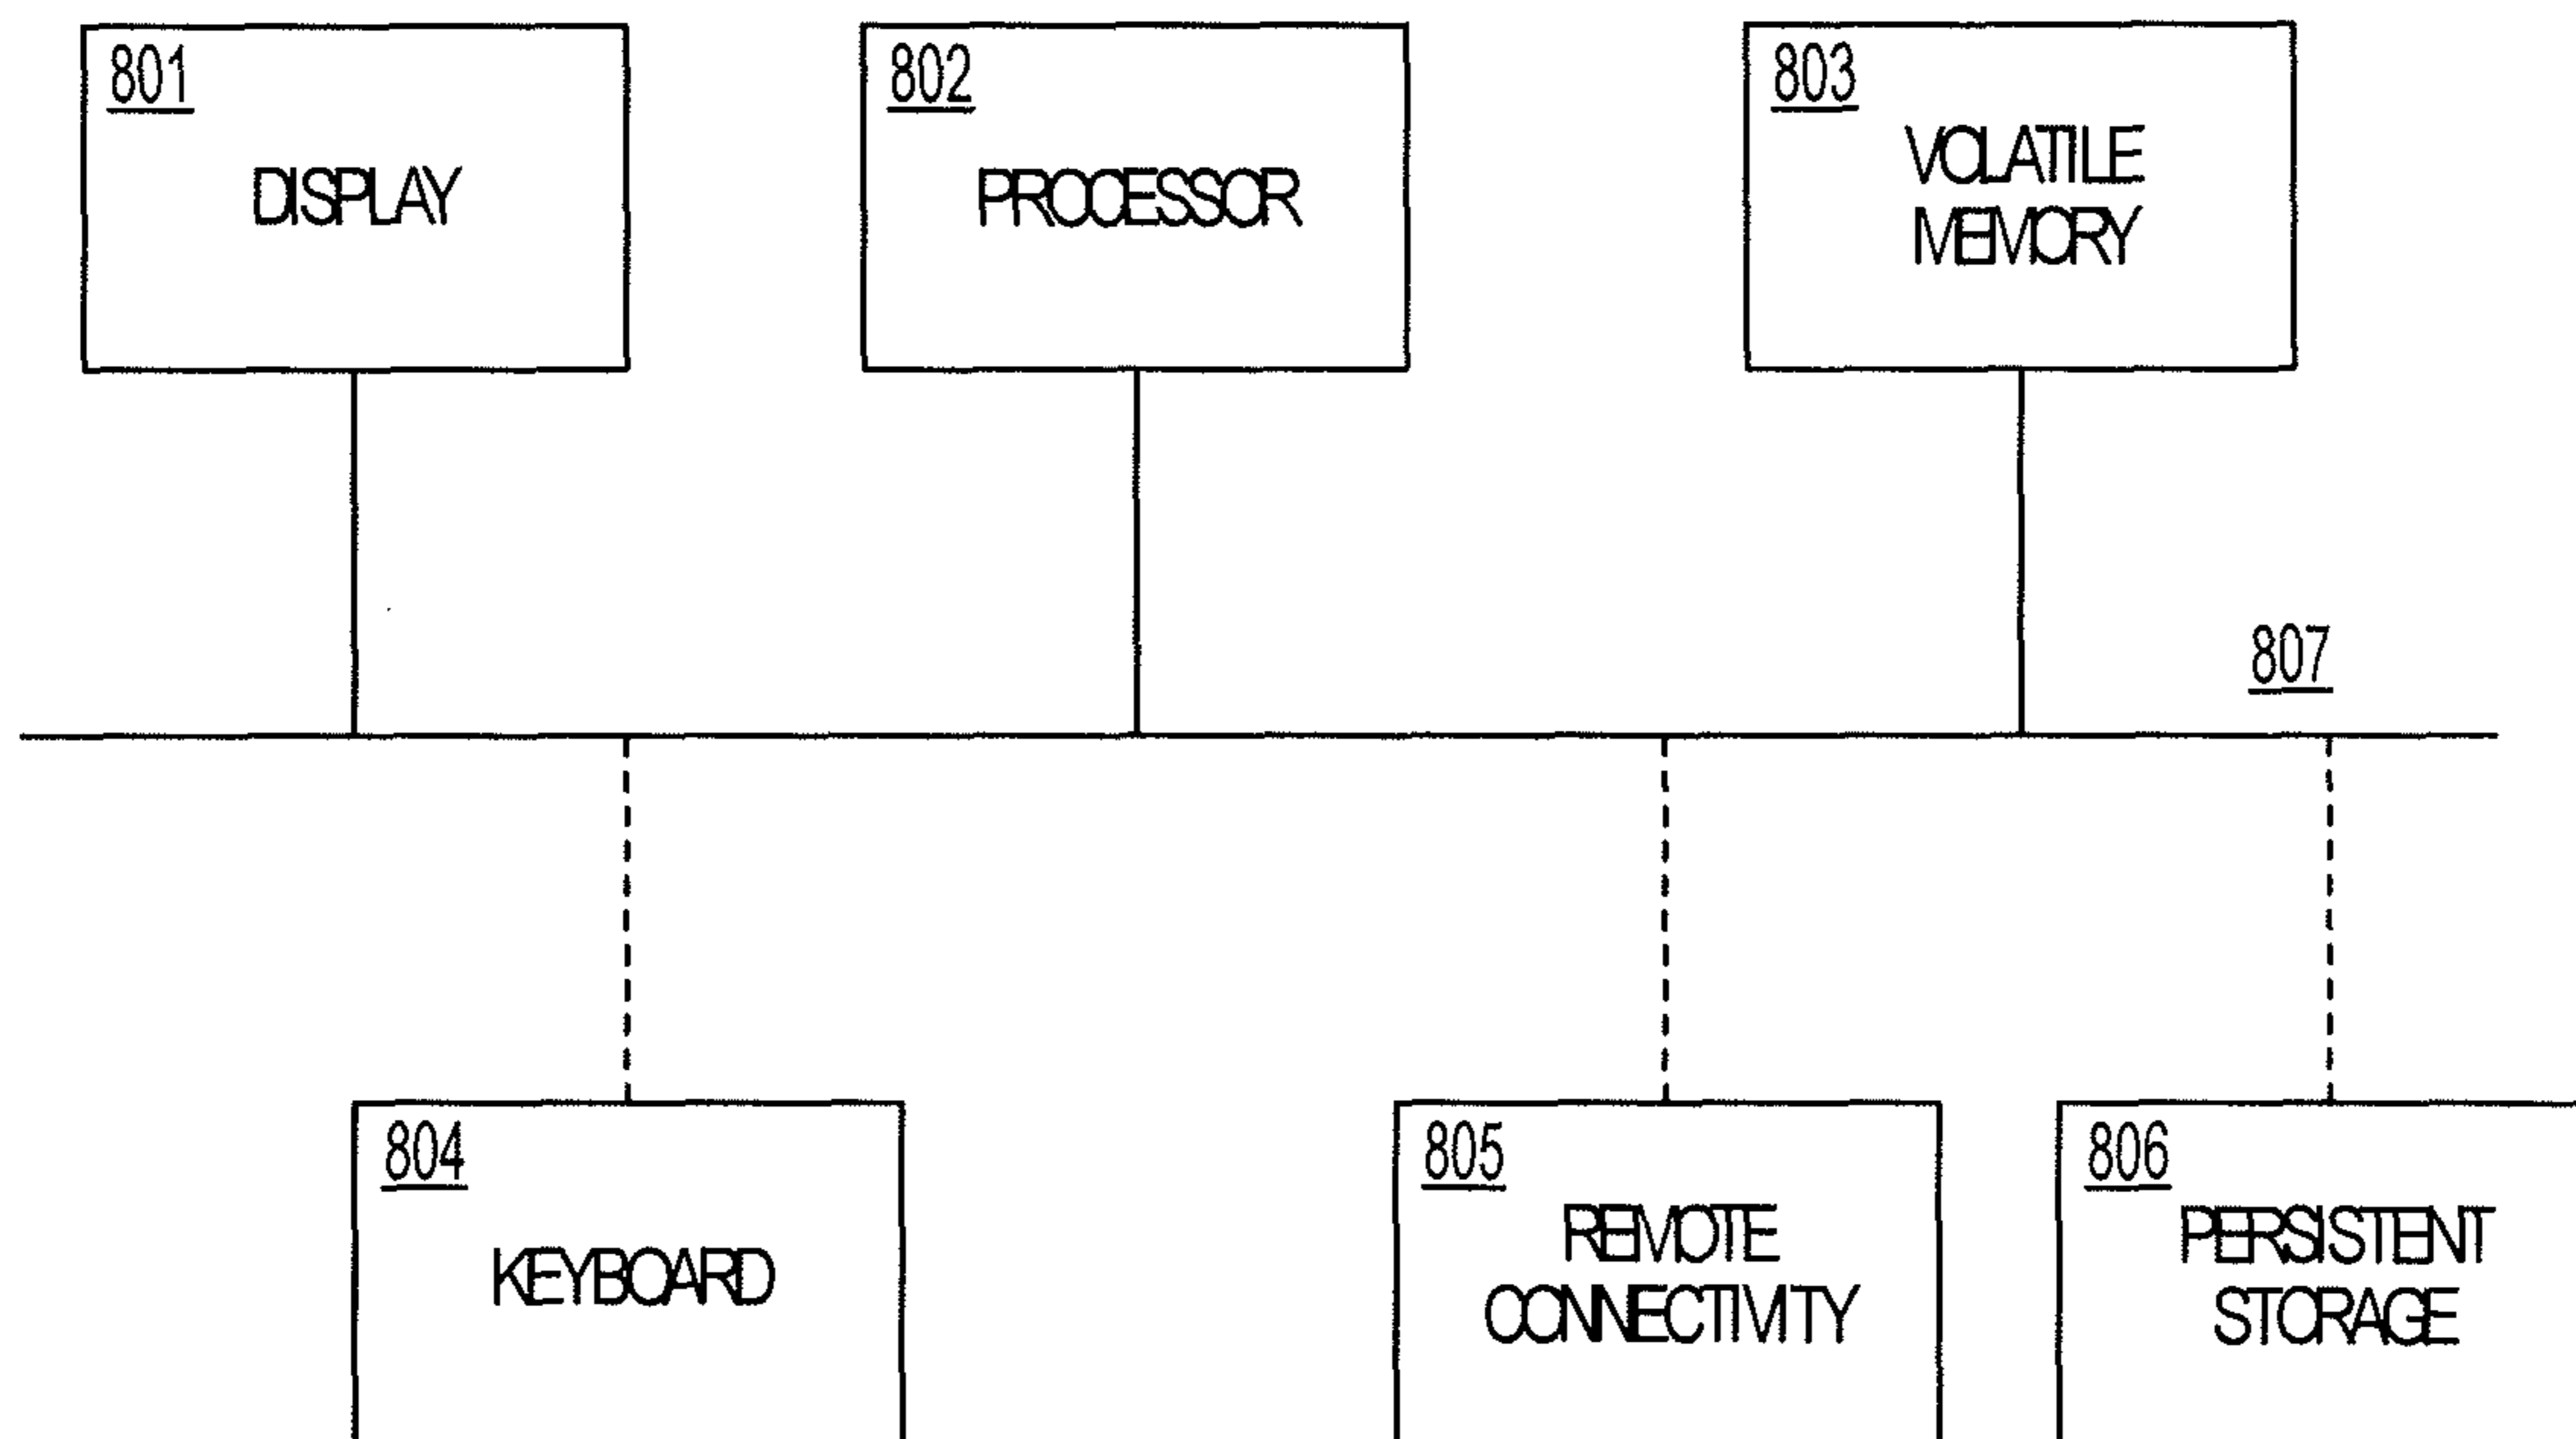 801
DISPLAY
802
PROCESSOR
803
VOLATILE
MEMORY
807
804
KEYBOARD
805
REMOTE
CONNECTIVITY
806
PERSISTENT
STORAGE